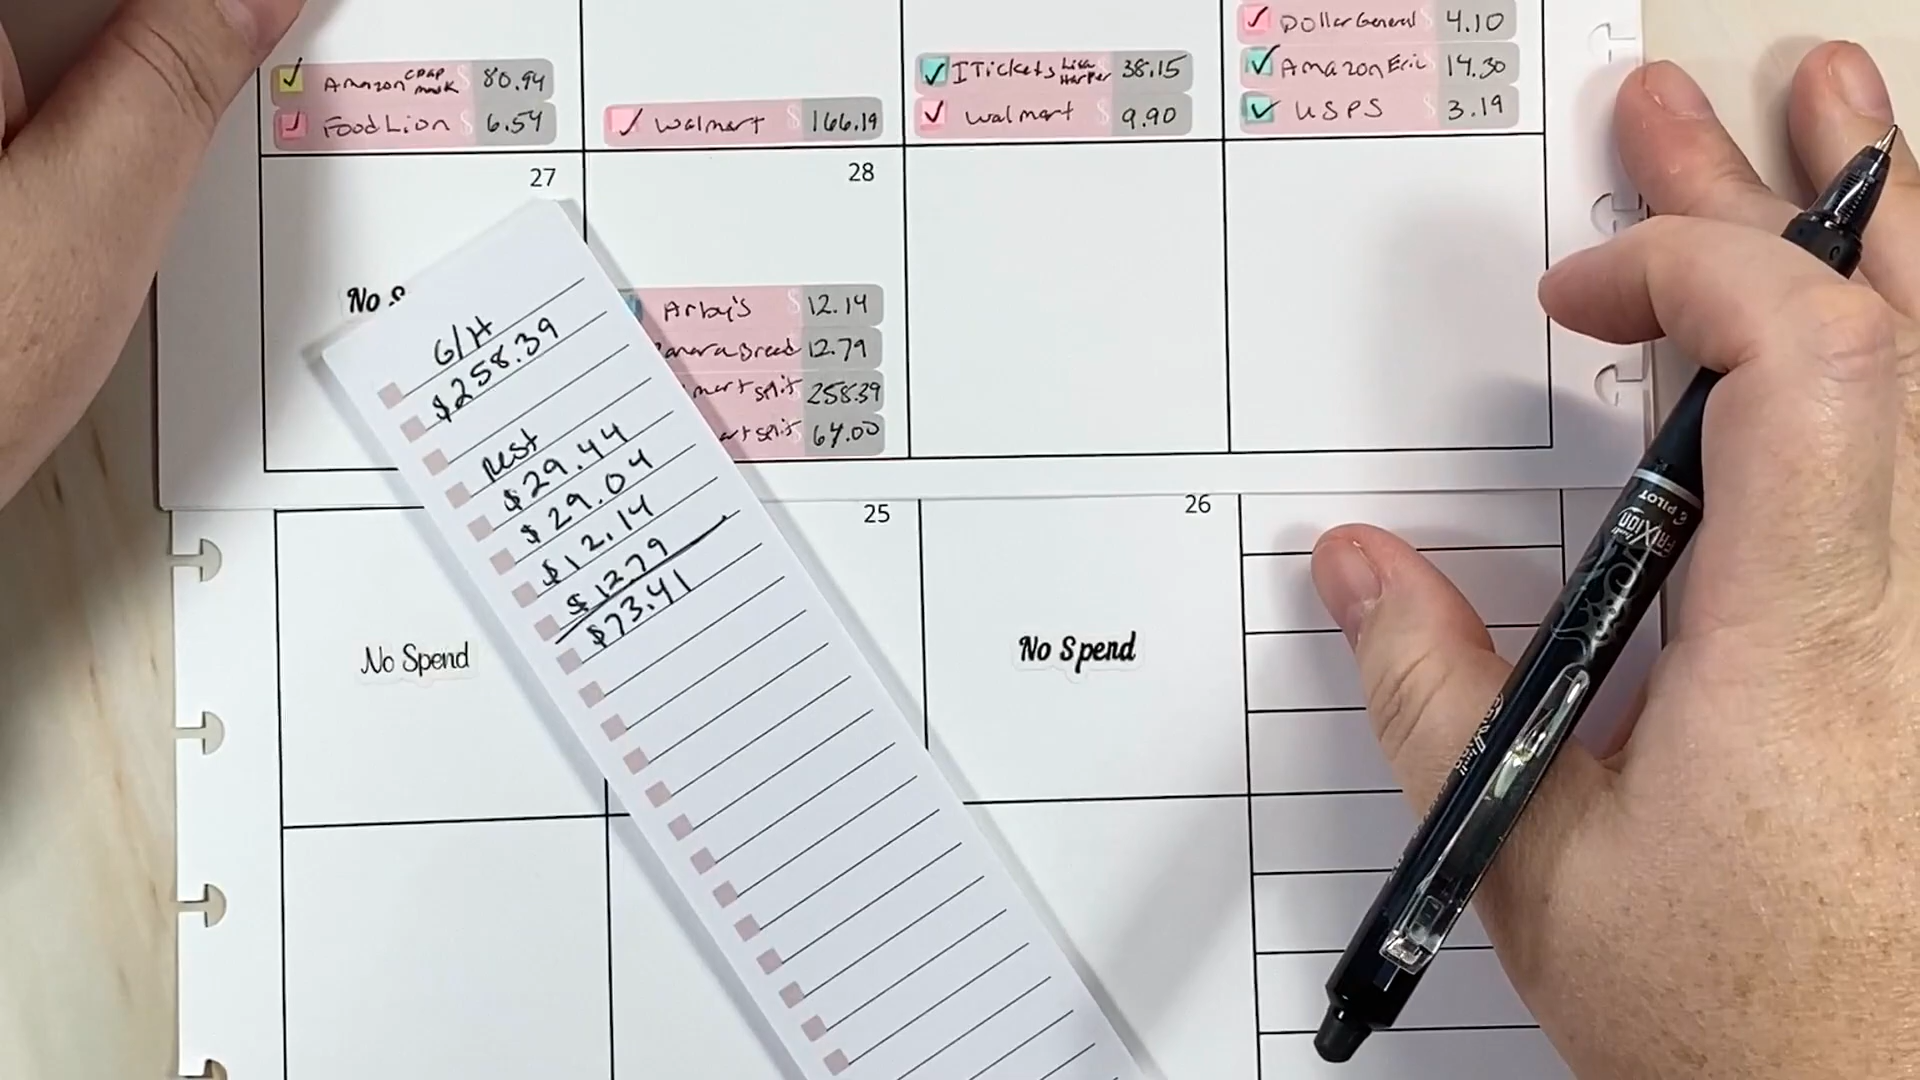 Dollar General $ 4.10
Amazon CPAP mask $ 80.94
ITickets Lisa Harper 38.15
Amazon Eric 14.30
Food Lion $ 6.54
Walmart $ 166.19
Walmart $ 9.90
USPS $ 3.19
27
28
No S
Arby's $ 12.14
anera Bread 12.79
mart split 258.39
art split 64.00
G/H
$258.39
rest
$29.44
$29.04
$12.14
$12.79
$73.41
25
26
No Spend
No Spend
PILOT
FRIXION